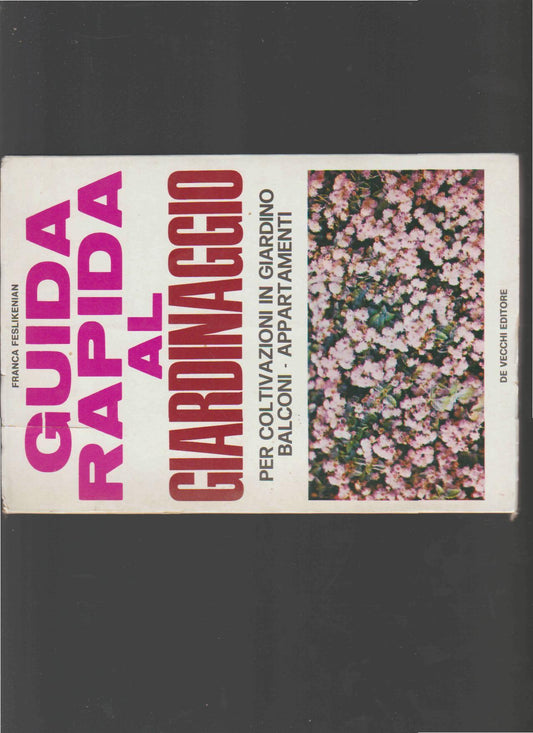 FRANCA FESLIKENIAN
GUIDA
RAPIDA
AL
GIARDINAGGIO
PER COLTIVAZIONI IN GIARDINO
BALCONI - APPARTAMENTI
DE VECCHI EDITORE